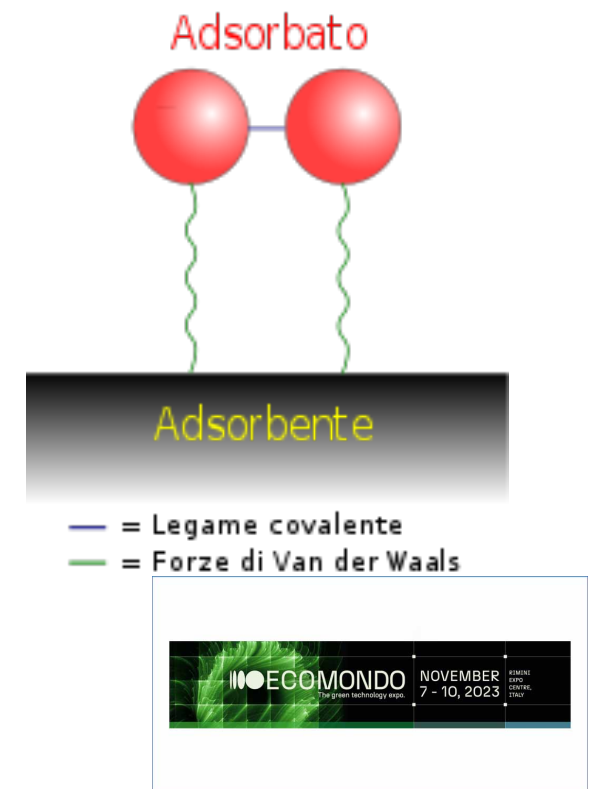 Adsorbato
Adsorbente
= Legame covalente
= Forze di Van der Waals
ECOMONDO
The green technology expo.
NOVEMBER
7 - 10, 2023
RIMINI
EXPO
CENTRE,
ITALY